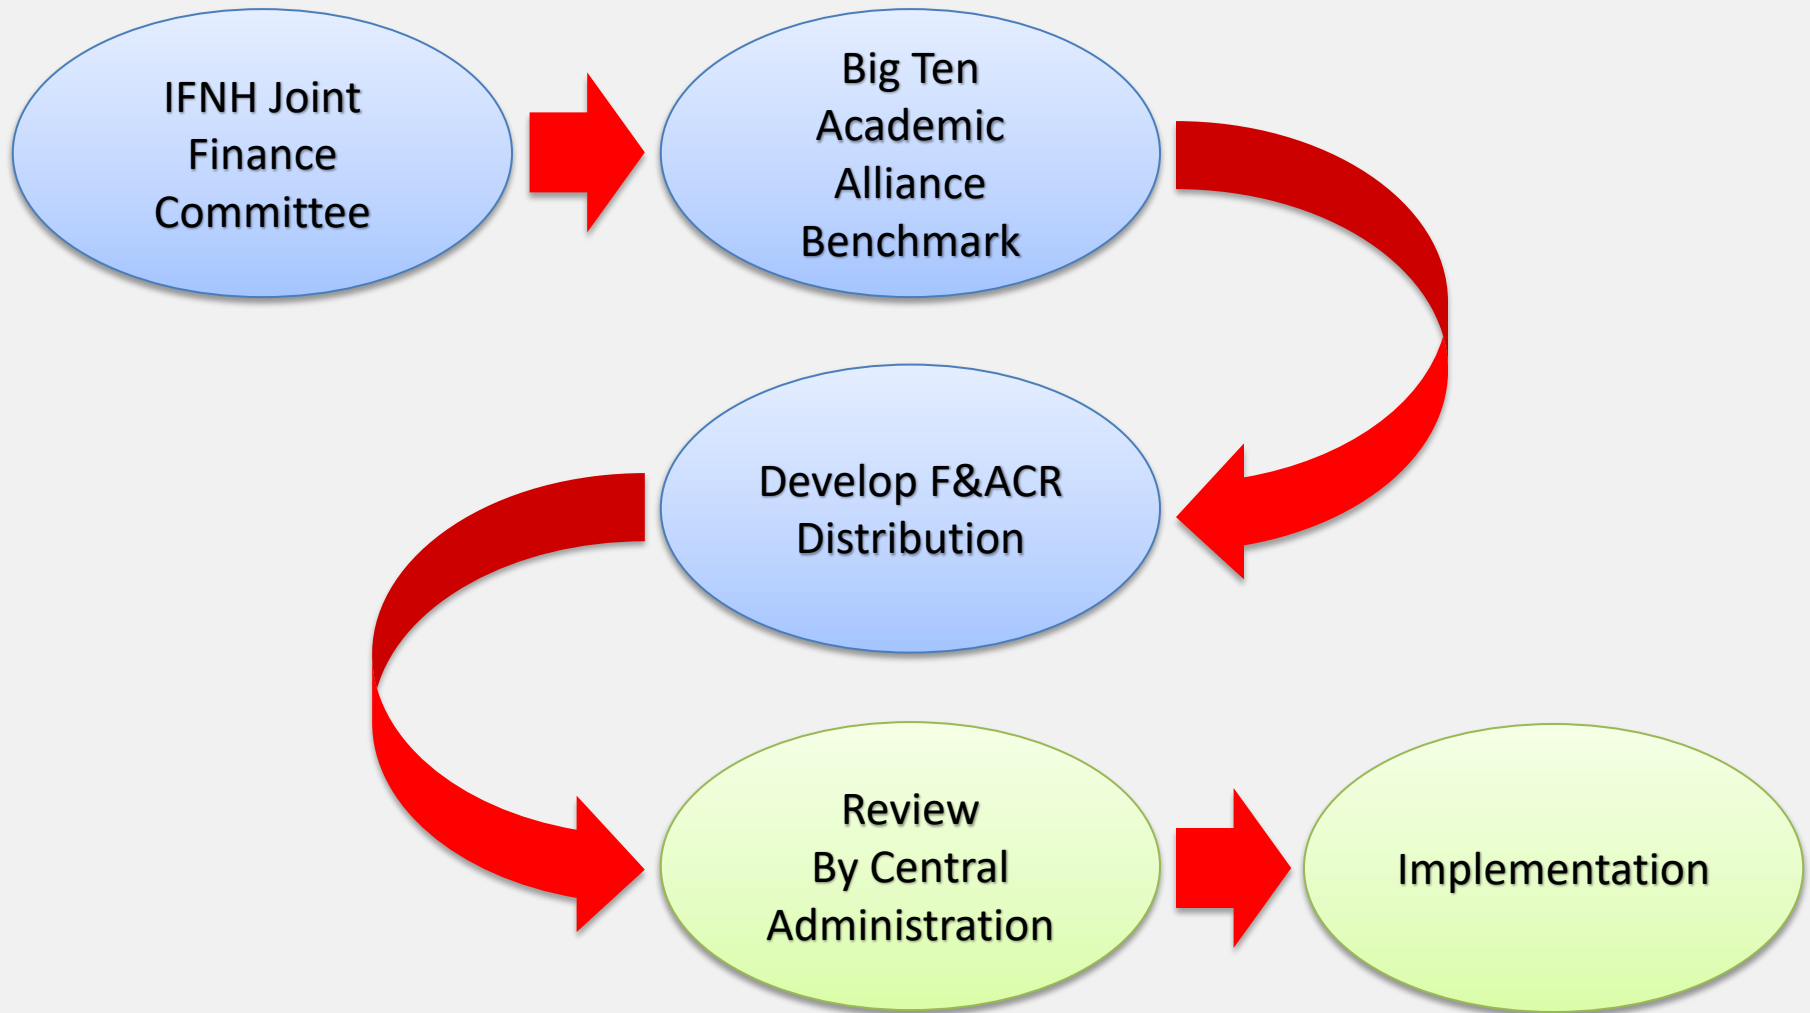 IFNH Joint
Finance
Committee
Big Ten
Academic
Alliance
Benchmark
Develop F&ACR
Distribution
Review
By Central
Administration
Implementation